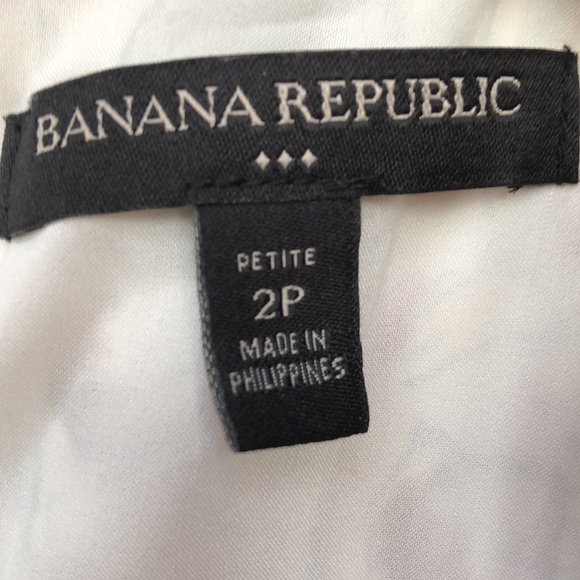 BANANA REPUBLIC
PETITE
2P
MADE IN
PHILIPPINES